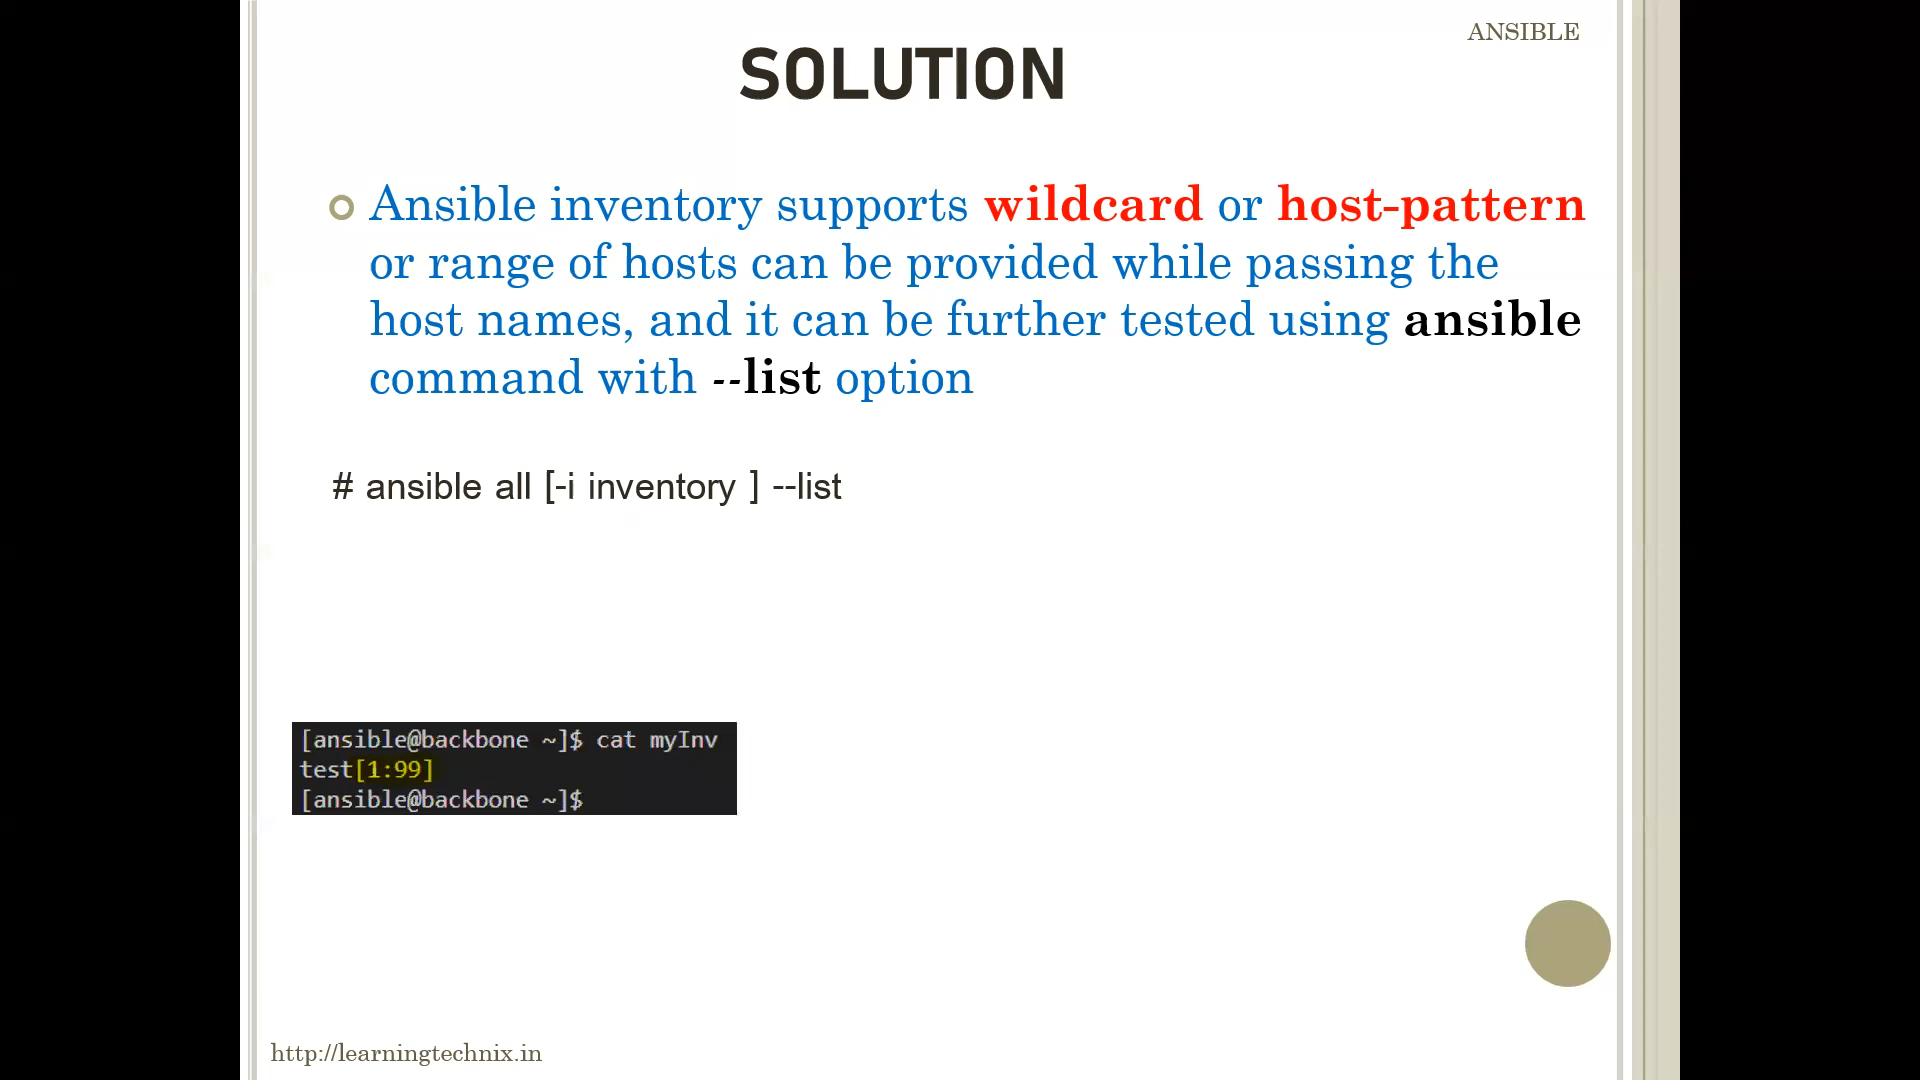 ANSIBLE
SOLUTION
Ansible inventory supports wildcard or host-pattern
or range of hosts can be provided while passing the
host names, and it can be further tested using ansible
command with --list option
# ansible all [-i inventory ] --list
[ansible@backbone ~]$ cat myInv
test[1:99]
[ansible@backbone ~]$
http://learningtechnix.in